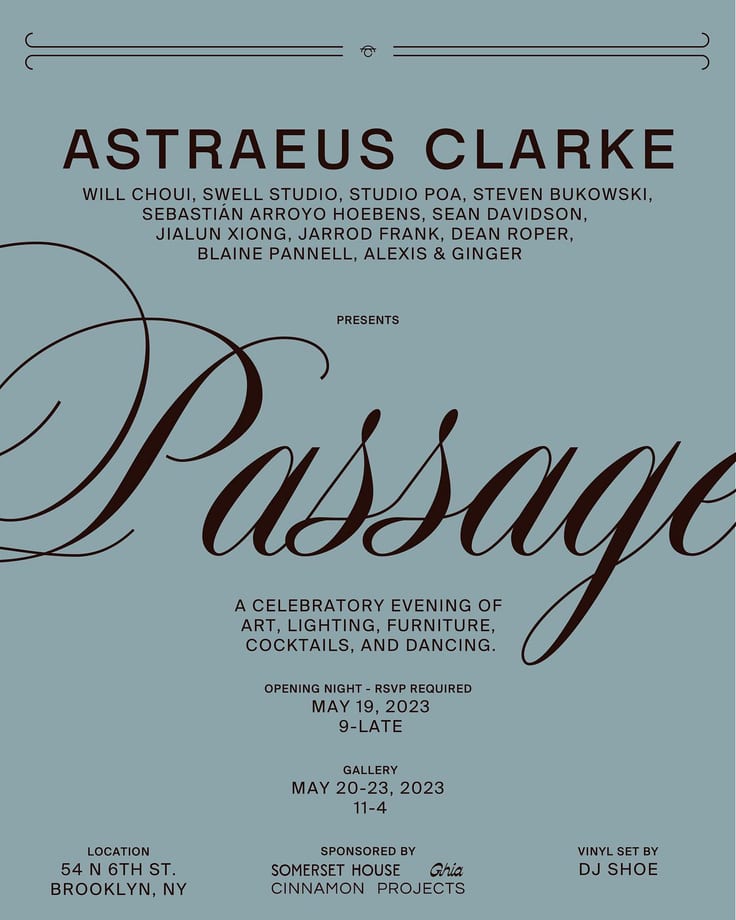 ASTRAEUS CLARKE
WILL CHOUI, SWELL STUDIO, STUDIO POA, STEVEN BUKOWSKI,
SEBASTIÁN ARROYO HOEBENS, SEAN DAVIDSON,
JIALUN XIONG, JARROD FRANK, DEAN ROPER,
BLAINE PANNELL, ALEXIS & GINGER
PRESENTS
Passage
A CELEBRATORY EVENING OF
ART, LIGHTING, FURNITURE,
COCKTAILS, AND DANCING.
OPENING NIGHT - RSVP REQUIRED
MAY 19, 2023
9-LATE
GALLERY
MAY 20-23, 2023
11-4
LOCATION
54 N 6TH ST.
BROOKLYN, NY
SPONSORED BY
SOMERSET HOUSE Ghia
CINNAMON PROJECTS
VINYL SET BY
DJ SHOE